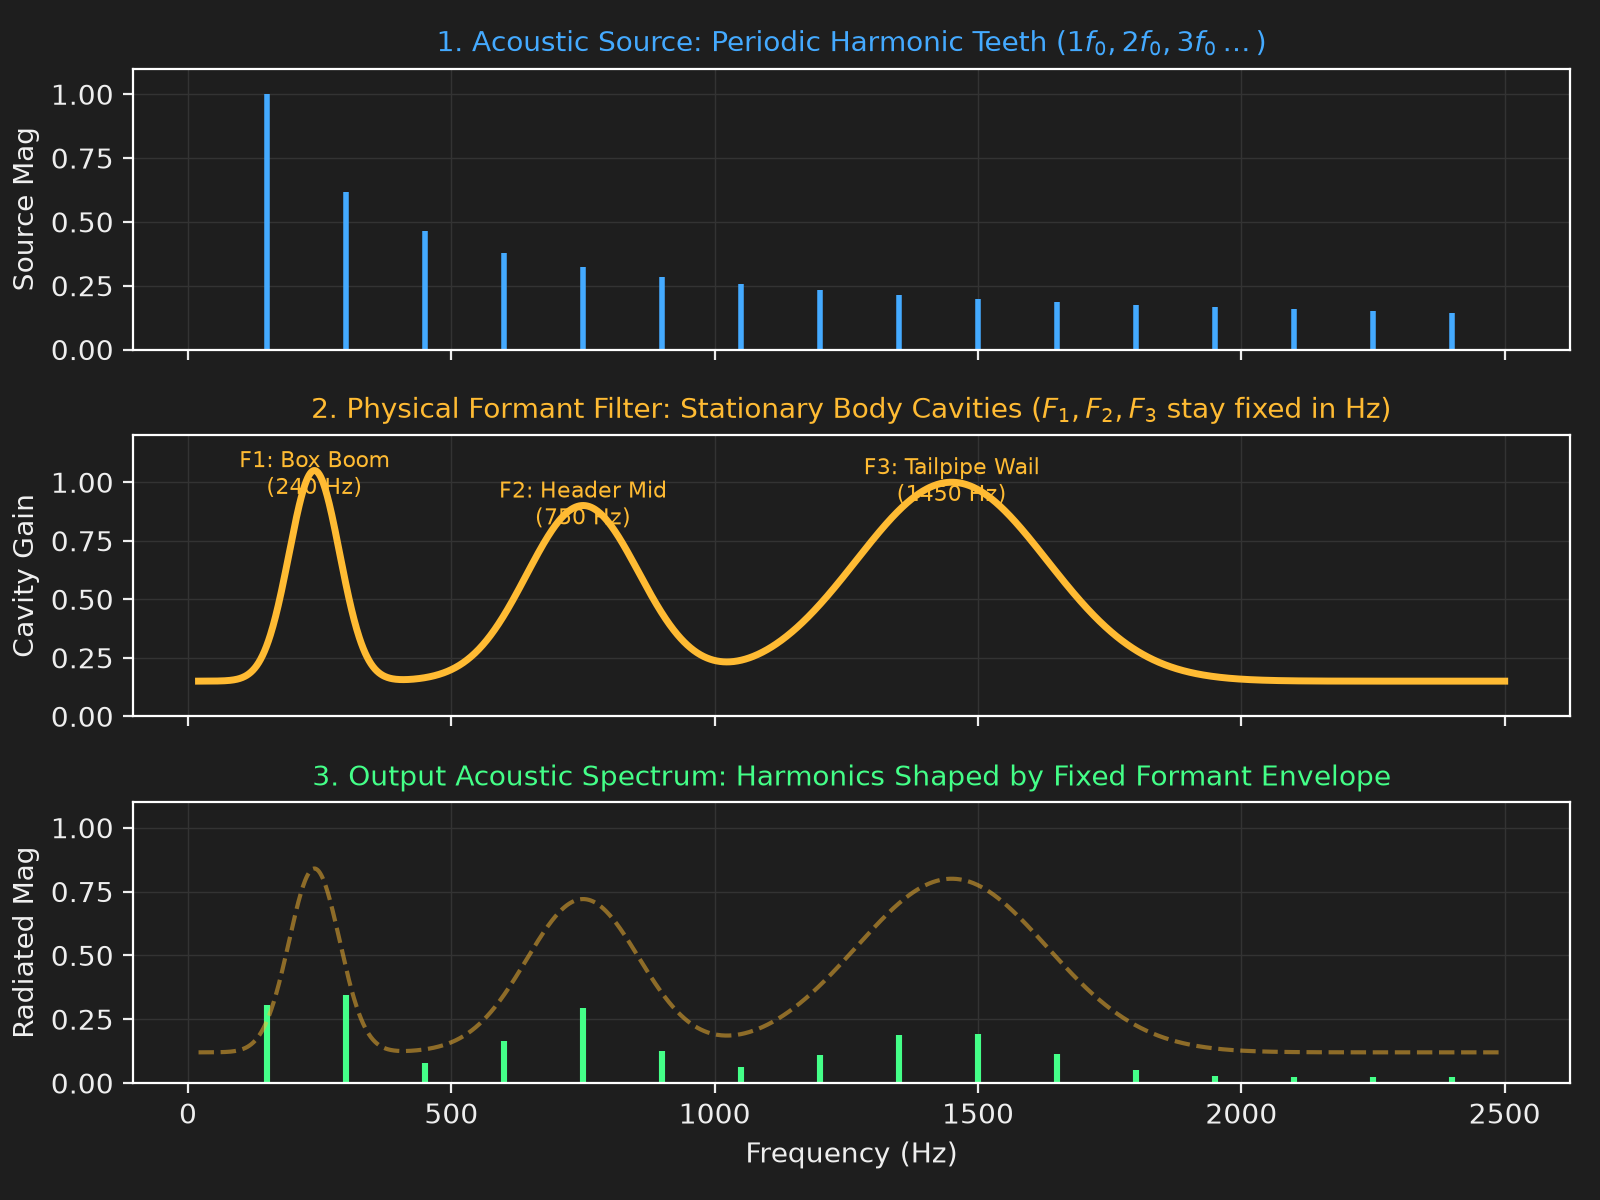 1. Acoustic Source: Periodic Harmonic Teeth (1f₀, 2f₀, 3f₀ … )
1.00
0.75
0.50
0.25
0.00
Source Mag
2. Physical Formant Filter: Stationary Body Cavities (F₁, F₂, F₃ stay fixed in Hz)
F1: Box Boom
(240 Hz)
F2: Header Mid
(750 Hz)
F3: Tailpipe Wail
(1450 Hz)
1.00
0.75
0.50
0.25
0.00
Cavity Gain
3. Output Acoustic Spectrum: Harmonics Shaped by Fixed Formant Envelope
1.00
0.75
0.50
0.25
0.00
Radiated Mag
0 500 1000 1500 2000 2500
Frequency (Hz)